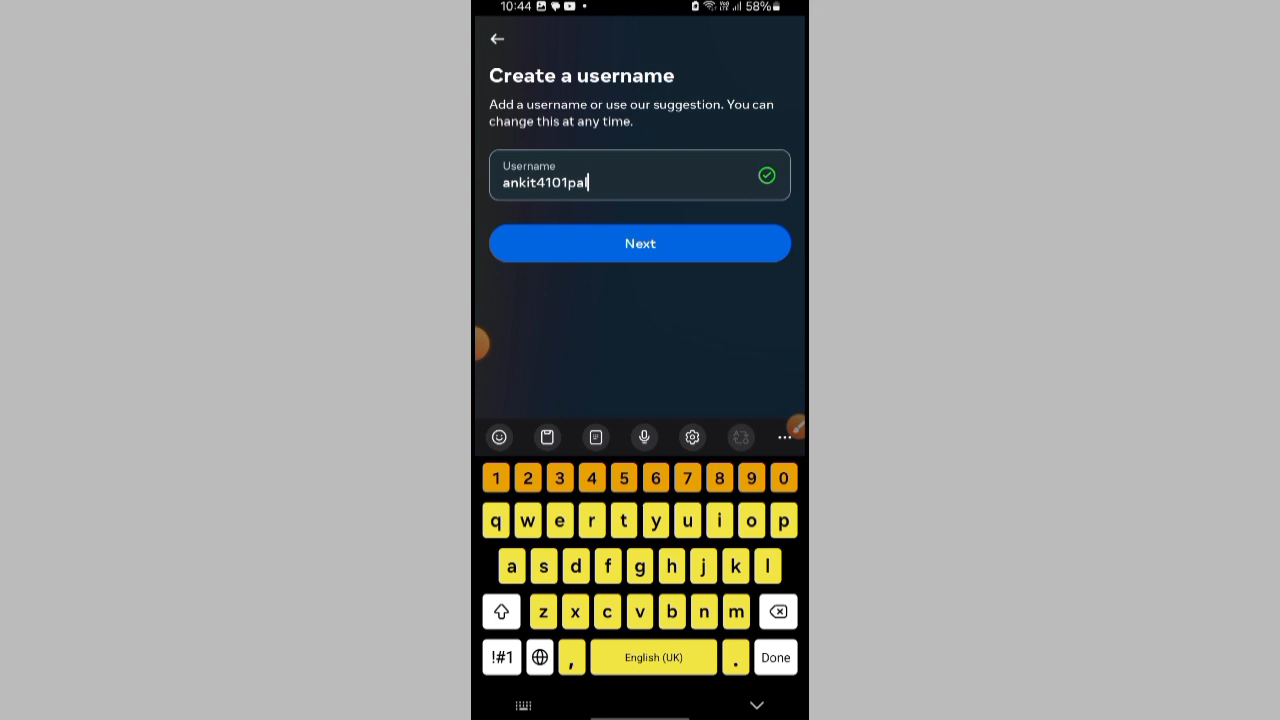 10:44
58%
Create a username
Add a username or use our suggestion. You can
change this at any time.
Username
ankit4101pal
Next
1 2 3 4 5 6 7 8 9 0
q w e r t y u i o p
a s d f g h j k l
z x c v b n m
!#1 , English (UK) . Done